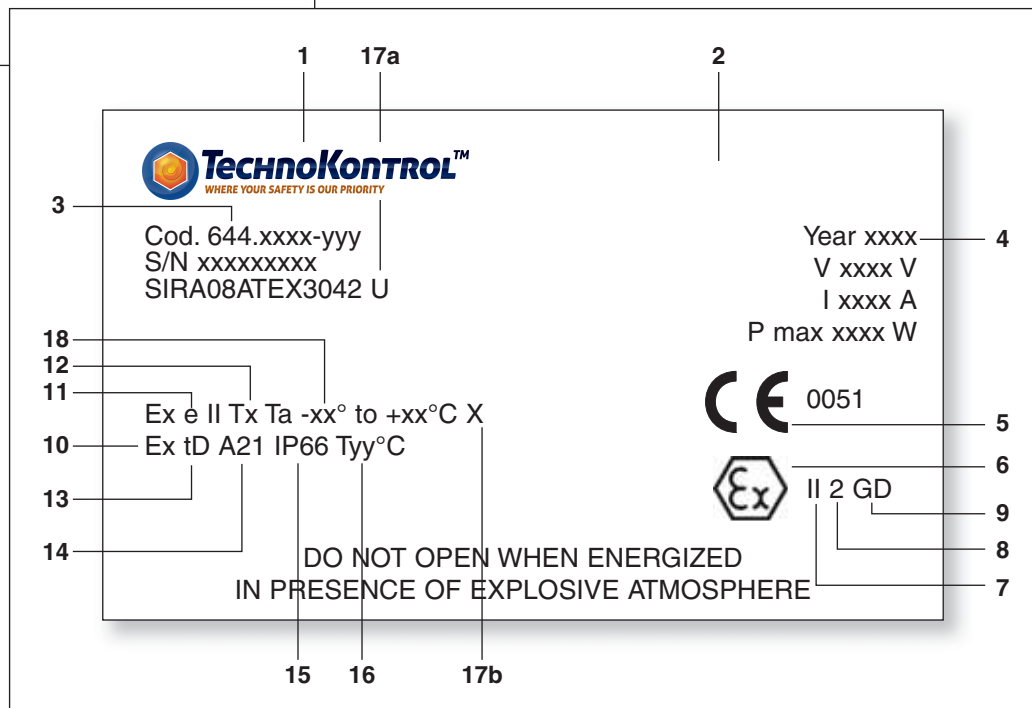 1 17a 2
TECHNOKONTROL™
WHERE YOUR SAFETY IS OUR PRIORITY
3
Cod. 644.xxxx-yyy
S/N xxxxxxxxx
SIRA08ATEX3042 U
Year xxxx 4
V xxxx V
I xxxx A
P max xxxx W
18
12
11
Ex e II Tx Ta -xx° to +xx°C X
10 Ex tD A21 IP66 Tyy°C
13
14
CE 0051
5
6
Ex II 2 GD
9
8
7
DO NOT OPEN WHEN ENERGIZED
IN PRESENCE OF EXPLOSIVE ATMOSPHERE
15 16 17b